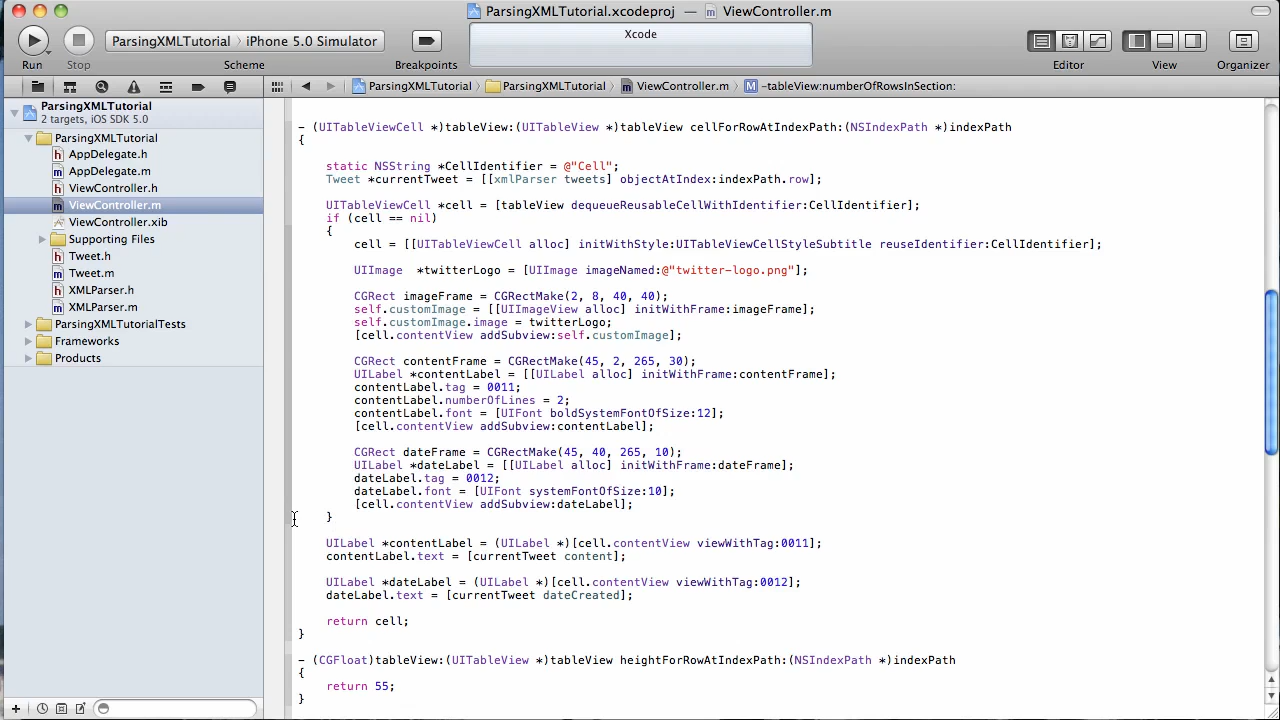 ParsingXMLTutorial.xcodeproj — ViewController.m
ParsingXMLTutorial › iPhone 5.0 Simulator
Xcode
Run Stop Scheme Breakpoints Editor View Organizer
ParsingXMLTutorial
2 targets, iOS SDK 5.0
ParsingXMLTutorial
AppDelegate.h
AppDelegate.m
ViewController.h
ViewController.m
ViewController.xib
Supporting Files
Tweet.h
Tweet.m
XMLParser.h
XMLParser.m
ParsingXMLTutorialTests
Frameworks
Products
ParsingXMLTutorial › ParsingXMLTutorial › ViewController.m › M -tableView:numberOfRowsInSection:
- (UITableViewCell *)tableView:(UITableView *)tableView cellForRowAtIndexPath:(NSIndexPath *)indexPath
{
static NSString *CellIdentifier = @"Cell";
Tweet *currentTweet = [[xmlParser tweets] objectAtIndex:indexPath.row];
UITableViewCell *cell = [tableView dequeueReusableCellWithIdentifier:CellIdentifier];
if (cell == nil)
{
cell = [[UITableViewCell alloc] initWithStyle:UITableViewCellStyleSubtitle reuseIdentifier:CellIdentifier];
UIImage  *twitterLogo = [UIImage imageNamed:@"twitter-logo.png"];
CGRect imageFrame = CGRectMake(2, 8, 40, 40);
self.customImage = [[UIImageView alloc] initWithFrame:imageFrame];
self.customImage.image = twitterLogo;
[cell.contentView addSubview:self.customImage];
CGRect contentFrame = CGRectMake(45, 2, 265, 30);
UILabel *contentLabel = [[UILabel alloc] initWithFrame:contentFrame];
contentLabel.tag = 0011;
contentLabel.numberOfLines = 2;
contentLabel.font = [UIFont boldSystemFontOfSize:12];
[cell.contentView addSubview:contentLabel];
CGRect dateFrame = CGRectMake(45, 40, 265, 10);
UILabel *dateLabel = [[UILabel alloc] initWithFrame:dateFrame];
dateLabel.tag = 0012;
dateLabel.font = [UIFont systemFontOfSize:10];
[cell.contentView addSubview:dateLabel];
}
UILabel *contentLabel = (UILabel *)[cell.contentView viewWithTag:0011];
contentLabel.text = [currentTweet content];
UILabel *dateLabel = (UILabel *)[cell.contentView viewWithTag:0012];
dateLabel.text = [currentTweet dateCreated];
return cell;
}
- (CGFloat)tableView:(UITableView *)tableView heightForRowAtIndexPath:(NSIndexPath *)indexPath
{
return 55;
}